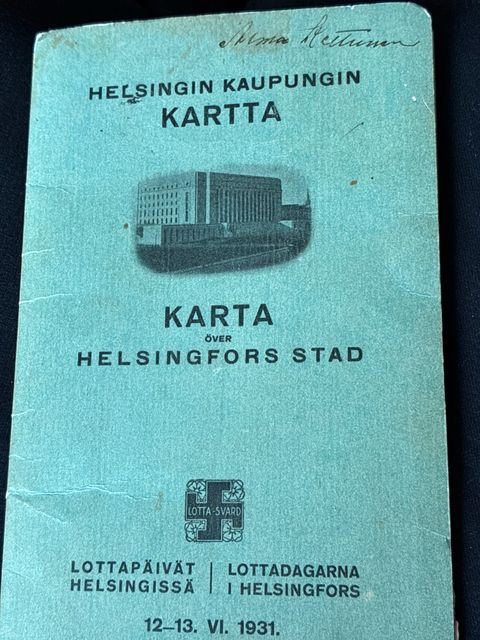 HELSINGIN KAUPUNGIN
KARTTA
KARTA
ÖVER
HELSINGFORS STAD
LOTTA-SVÄRD
LOTTAPÄIVÄT
HELSINGISSÄ
LOTTADAGARNA
I HELSINGFORS
12–13. VI. 1931.